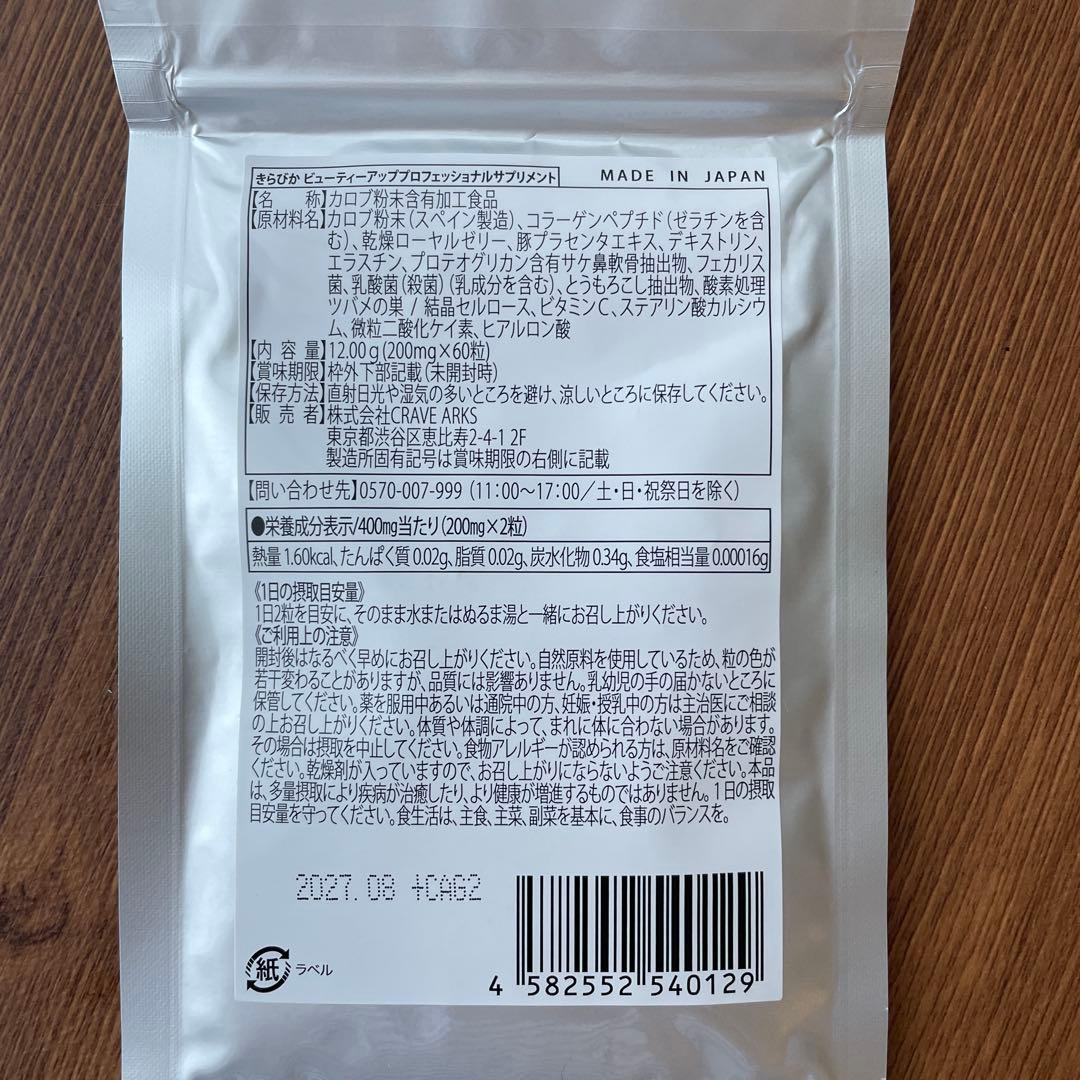 きらぴか ビューティーアッププロフェッショナルサプリメント MADE IN JAPAN
【名 称】カロブ粉末含有加工食品
【原材料名】カロブ粉末（スペイン製造）、コラーゲンペプチド（ゼラチンを含
む）、乾燥ローヤルゼリー、豚プラセンタエキス、デキストリン、
エラスチン、プロテオグリカン含有サケ鼻軟骨抽出物、フェカリス
菌、乳酸菌（殺菌）（乳成分を含む）、とうもろこし抽出物、酸素処理
ツバメの巣 / 結晶セルロース、ビタミンC、ステアリン酸カルシウ
ム、微粒二酸化ケイ素、ヒアルロン酸
【内容量】12.00g（200mg×60粒）
【賞味期限】枠外下部記載（未開封時）
【保存方法】直射日光や湿気の多いところを避け、涼しいところに保存してください。
【販売者】株式会社CRAVE ARKS
東京都渋谷区恵比寿2-4-1 2F
製造所固有記号は賞味期限の右側に記載
【問い合わせ先】0570-007-999（11：00〜17：00／土・日・祝祭日を除く）
●栄養成分表示/400mg当たり（200mg×2粒）
熱量 1.60kcal、たんぱく質 0.02g、脂質 0.02g、炭水化物 0.34g、食塩相当量 0.00016g
《1日の摂取目安量》
1日2粒を目安に、そのまま水またはぬるま湯と一緒にお召し上がりください。
《ご利用上の注意》
開封後はなるべく早めにお召し上がりください。自然原料を使用しているため、粒の色が
若干変わることがありますが、品質には影響ありません。乳幼児の手の届かないところに
保管してください。薬を服用中あるいは通院中の方、妊娠・授乳中の方は主治医にご相談
の上お召し上がりください。体質や体調によって、まれに体に合わない場合があります。
その場合は摂取を中止してください。食物アレルギーが認められる方は、原材料名をご確認
ください。乾燥剤が入っていますので、お召し上がりにならないようご注意ください。本品
は、多量摂取により疾病が治癒したり、より健康が増進するものではありません。1日の摂取
目安量を守ってください。食生活は、主食、主菜、副菜を基本に、食事のバランスを。
2027.08 +CAG2
紙 ラベル
4 582552 540129